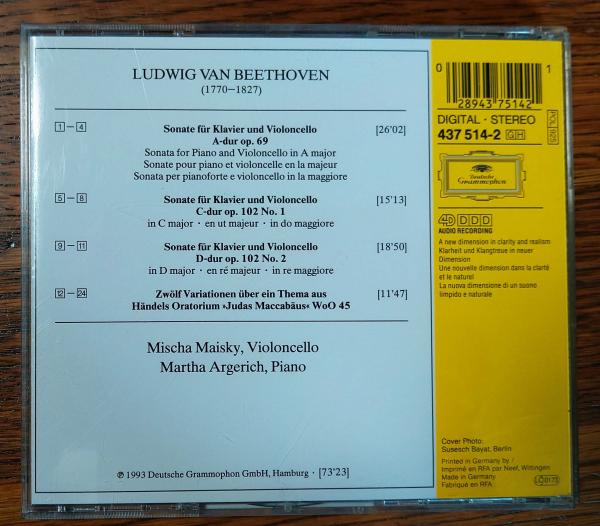 LUDWIG VAN BEETHOVEN
(1770–1827)
1–4 Sonate für Klavier und Violoncello [26'02]
A-dur op. 69
Sonata for Piano and Violoncello in A major
Sonate pour piano et violoncelle en la majeur
Sonata per pianoforte e violoncello in la maggiore
5–8 Sonate für Klavier und Violoncello [15'13]
C-dur op. 102 No. 1
in C major · en ut majeur · in do maggiore
9–11 Sonate für Klavier und Violoncello [18'50]
D-dur op. 102 No. 2
in D major · en ré majeur · in re maggiore
12–24 Zwölf Variationen über ein Thema aus [11'47]
Händels Oratorium »Judas Maccabäus« WoO 45
Mischa Maisky, Violoncello
Martha Argerich, Piano
℗ 1993 Deutsche Grammophon GmbH, Hamburg · [73'23]
0 28943 75142 1
DIGITAL · STEREO
437 514-2 GH
POL 925
Deutsche
Grammophon
4D DDD
AUDIO RECORDING
A new dimension in clarity and realism
Klarheit und Klangtreue in neuer
Dimension
Une nouvelle dimension dans la clarté
et le naturel
La nuova dimensione di un suono
limpido e naturale
Cover Photo:
Susesch Bayat, Berlin
Printed in Germany by /
Imprimé en RFA par Neef, Wittingen
Made in Germany
Fabriqué en RFA
LC 0173